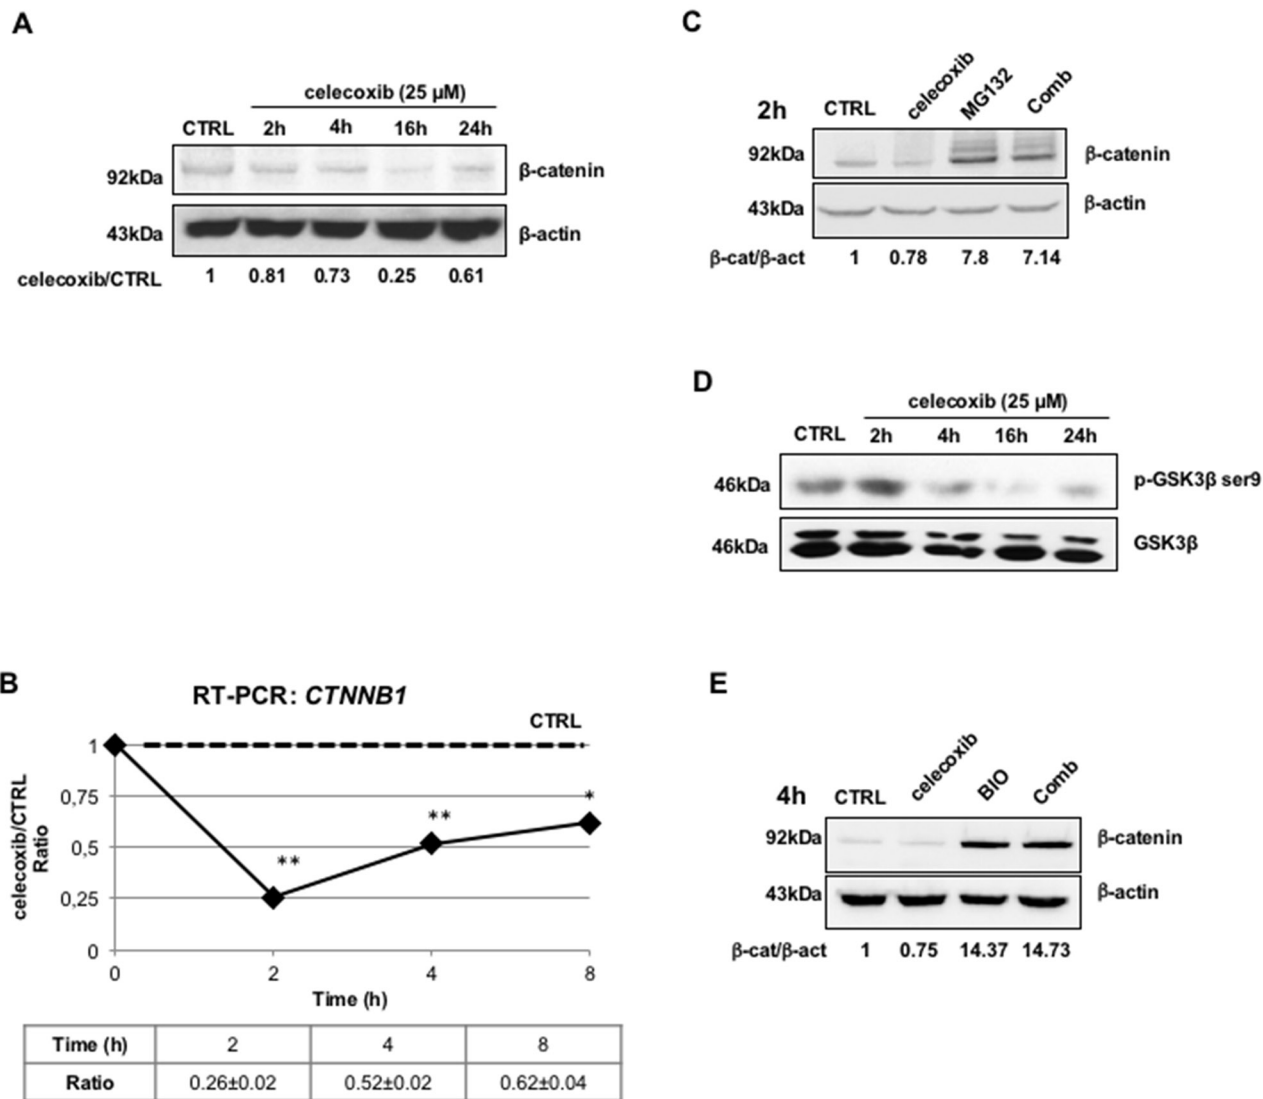 A
celecoxib (25 µM)
CTRL 2h 4h 16h 24h
92kDa β-catenin
43kDa β-actin
celecoxib/CTRL 1 0.81 0.73 0.25 0.61
C
2h CTRL celecoxib MG132 Comb
92kDa β-catenin
43kDa β-actin
β-cat/β-act 1 0.78 7.8 7.14
D
celecoxib (25 µM)
CTRL 2h 4h 16h 24h
46kDa p-GSK3β ser9
46kDa GSK3β
B
RT-PCR: CTNNB1
CTRL
celecoxib/CTRL
Ratio
1
0,75
0,5
0,25
0
** ** *
0 2 4 8
Time (h)
Time (h) 2 4 8
Ratio 0.26±0.02 0.52±0.02 0.62±0.04
E
4h CTRL celecoxib BIO Comb
92kDa β-catenin
43kDa β-actin
β-cat/β-act 1 0.75 14.37 14.73